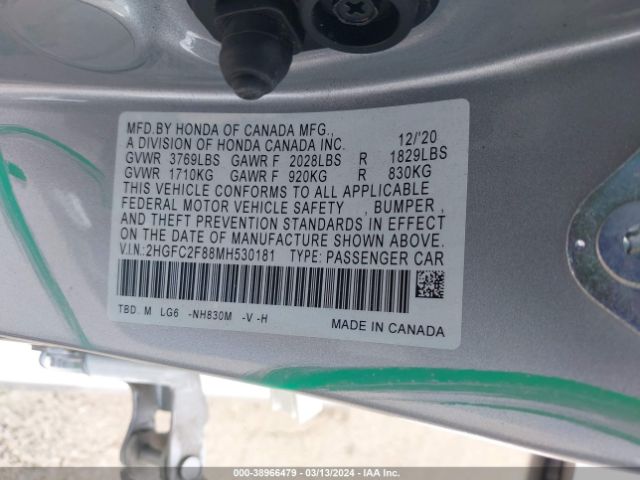 MFD.BY HONDA OF CANADA MFG.,
A DIVISION OF HONDA CANADA INC. 12/'20
GVWR 3769LBS GAWR F 2028LBS R 1829LBS
GVWR 1710KG GAWR F 920KG R 830KG
THIS VEHICLE CONFORMS TO ALL APPLICABLE
FEDERAL MOTOR VEHICLE SAFETY , BUMPER ,
AND THEFT PREVENTION STANDARDS IN EFFECT
ON THE DATE OF MANUFACTURE SHOWN ABOVE.
V.I.N.:2HGFC2F88MH530181 TYPE: PASSENGER CAR
TBD M LG6 -NH830M -V -H
MADE IN CANADA
000-38966479 - 03/13/2024 - IAA Inc.